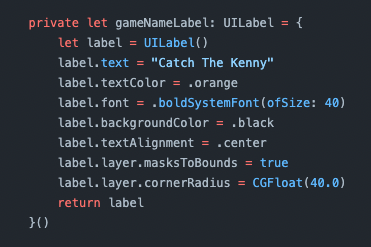 private let gameNameLabel: UILabel = {
    let label = UILabel()
    label.text = "Catch The Kenny"
    label.textColor = .orange
    label.font = .boldSystemFont(ofSize: 40)
    label.backgroundColor = .black
    label.textAlignment = .center
    label.layer.masksToBounds = true
    label.layer.cornerRadius = CGFloat(40.0)
    return label
}()